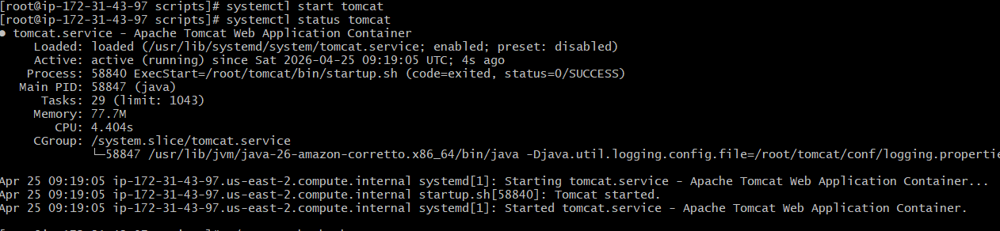 [root@ip-172-31-43-97 scripts]# systemctl start tomcat
[root@ip-172-31-43-97 scripts]# systemctl status tomcat
● tomcat.service - Apache Tomcat Web Application Container
Loaded: loaded (/usr/lib/systemd/system/tomcat.service; enabled; preset: disabled)
Active: active (running) since Sat 2026-04-25 09:19:05 UTC; 4s ago
Process: 58840 ExecStart=/root/tomcat/bin/startup.sh (code=exited, status=0/SUCCESS)
Main PID: 58847 (java)
Tasks: 29 (limit: 1043)
Memory: 77.7M
CPU: 4.404s
CGroup: /system.slice/tomcat.service
└─58847 /usr/lib/jvm/java-26-amazon-corretto.x86_64/bin/java -Djava.util.logging.config.file=/root/tomcat/conf/logging.propertie
Apr 25 09:19:05 ip-172-31-43-97.us-east-2.compute.internal systemd[1]: Starting tomcat.service - Apache Tomcat Web Application Container...
Apr 25 09:19:05 ip-172-31-43-97.us-east-2.compute.internal startup.sh[58840]: Tomcat started.
Apr 25 09:19:05 ip-172-31-43-97.us-east-2.compute.internal systemd[1]: Started tomcat.service - Apache Tomcat Web Application Container.